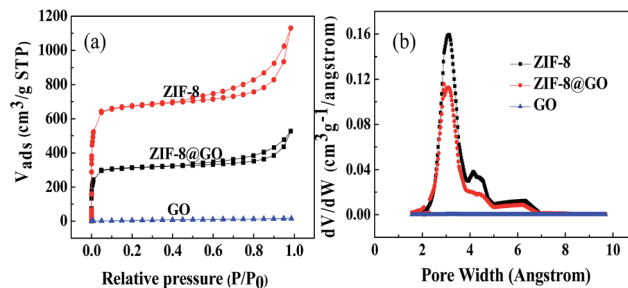 (a)
1200
1000
800
600
400
200
0
V_ads (cm³/g STP)
ZIF-8
ZIF-8@GO
GO
0.0 0.2 0.4 0.6 0.8 1.0
Relative pressure (P/P₀)
(b)
ZIF-8
ZIF-8@GO
GO
0.16
0.12
0.08
0.04
0.00
dV/dW (cm³g⁻¹/angstrom)
0 2 4 6 8 10
Pore Width (Angstrom)